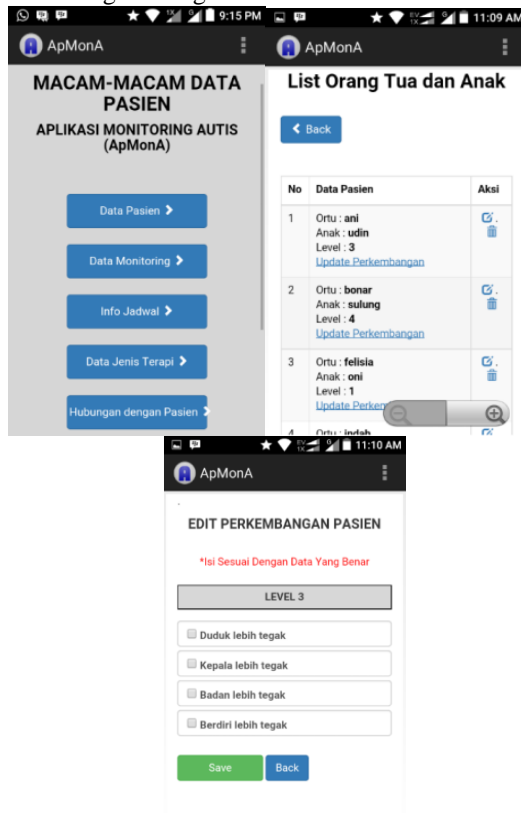 9:15 PM
ApMonA
MACAM-MACAM DATA
PASIEN
APLIKASI MONITORING AUTIS
(ApMonA)
Data Pasien
Data Monitoring
Info Jadwal
Data Jenis Terapi
Hubungan dengan Pasien
11:09 AM
ApMonA
List Orang Tua dan Anak
Back
No Data Pasien Aksi
1 Ortu : ani
Anak : udin
Level : 3
Update Perkembangan
2 Ortu : bonar
Anak : sulung
Level : 4
Update Perkembangan
3 Ortu : felisia
Anak : oni
Level : 1
Update
4 Ortu : indah
11:10 AM
ApMonA
EDIT PERKEMBANGAN PASIEN
*Isi Sesuai Dengan Data Yang Benar
LEVEL 3
Duduk lebih tegak
Kepala lebih tegak
Badan lebih tegak
Berdiri lebih tegak
Save Back